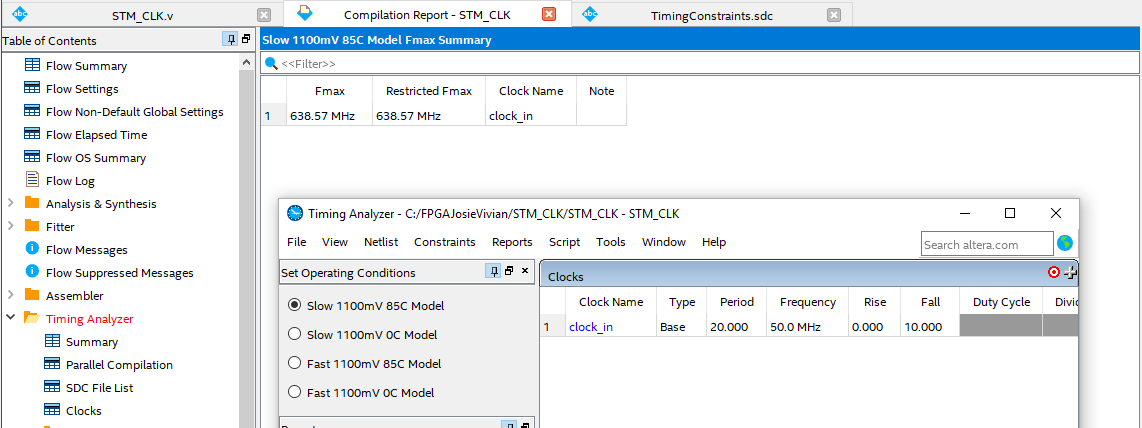 STM_CLK.v
Compilation Report - STM_CLK
TimingConstraints.sdc
Table of Contents
Flow Summary
Flow Settings
Flow Non-Default Global Settings
Flow Elapsed Time
Flow OS Summary
Flow Log
Analysis & Synthesis
Fitter
Flow Messages
Flow Suppressed Messages
Assembler
Timing Analyzer
Summary
Parallel Compilation
SDC File List
Clocks
Slow 1100mV 85C Model Fmax Summary
<<Filter>>
Fmax Restricted Fmax Clock Name Note
1 638.57 MHz 638.57 MHz clock_in
Timing Analyzer - C:/FPGAJosieVivian/STM_CLK/STM_CLK - STM_CLK
File View Netlist Constraints Reports Script Tools Window Help
Search altera.com
Set Operating Conditions
Slow 1100mV 85C Model
Slow 1100mV 0C Model
Fast 1100mV 85C Model
Fast 1100mV 0C Model
Clocks
Clock Name Type Period Frequency Rise Fall Duty Cycle Divid
1 clock_in Base 20.000 50.0 MHz 0.000 10.000